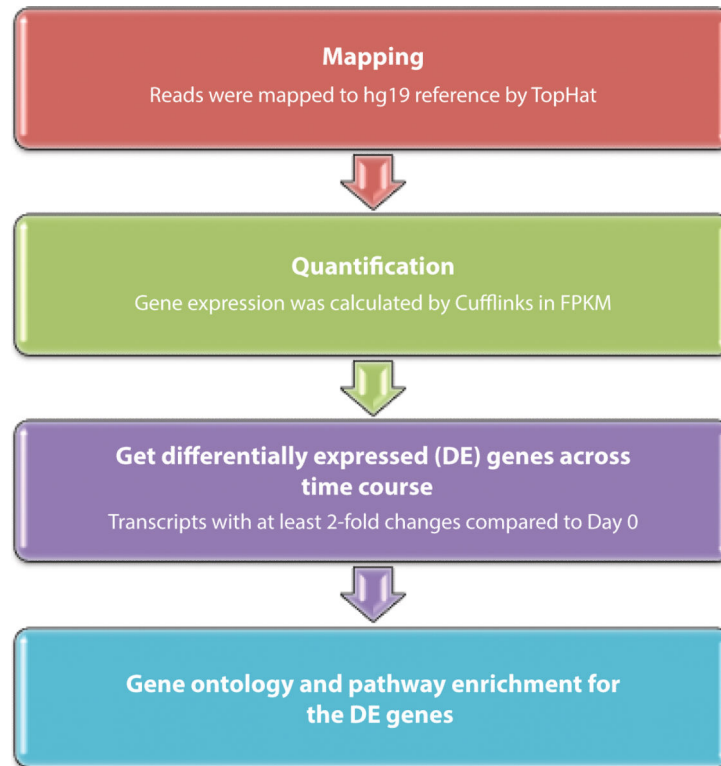 Mapping
Reads were mapped to hg19 reference by TopHat
Quantification
Gene expression was calculated by Cufflinks in FPKM
Get differentially expressed (DE) genes across
time course
Transcripts with at least 2-fold changes compared to Day 0
Gene ontology and pathway enrichment for
the DE genes